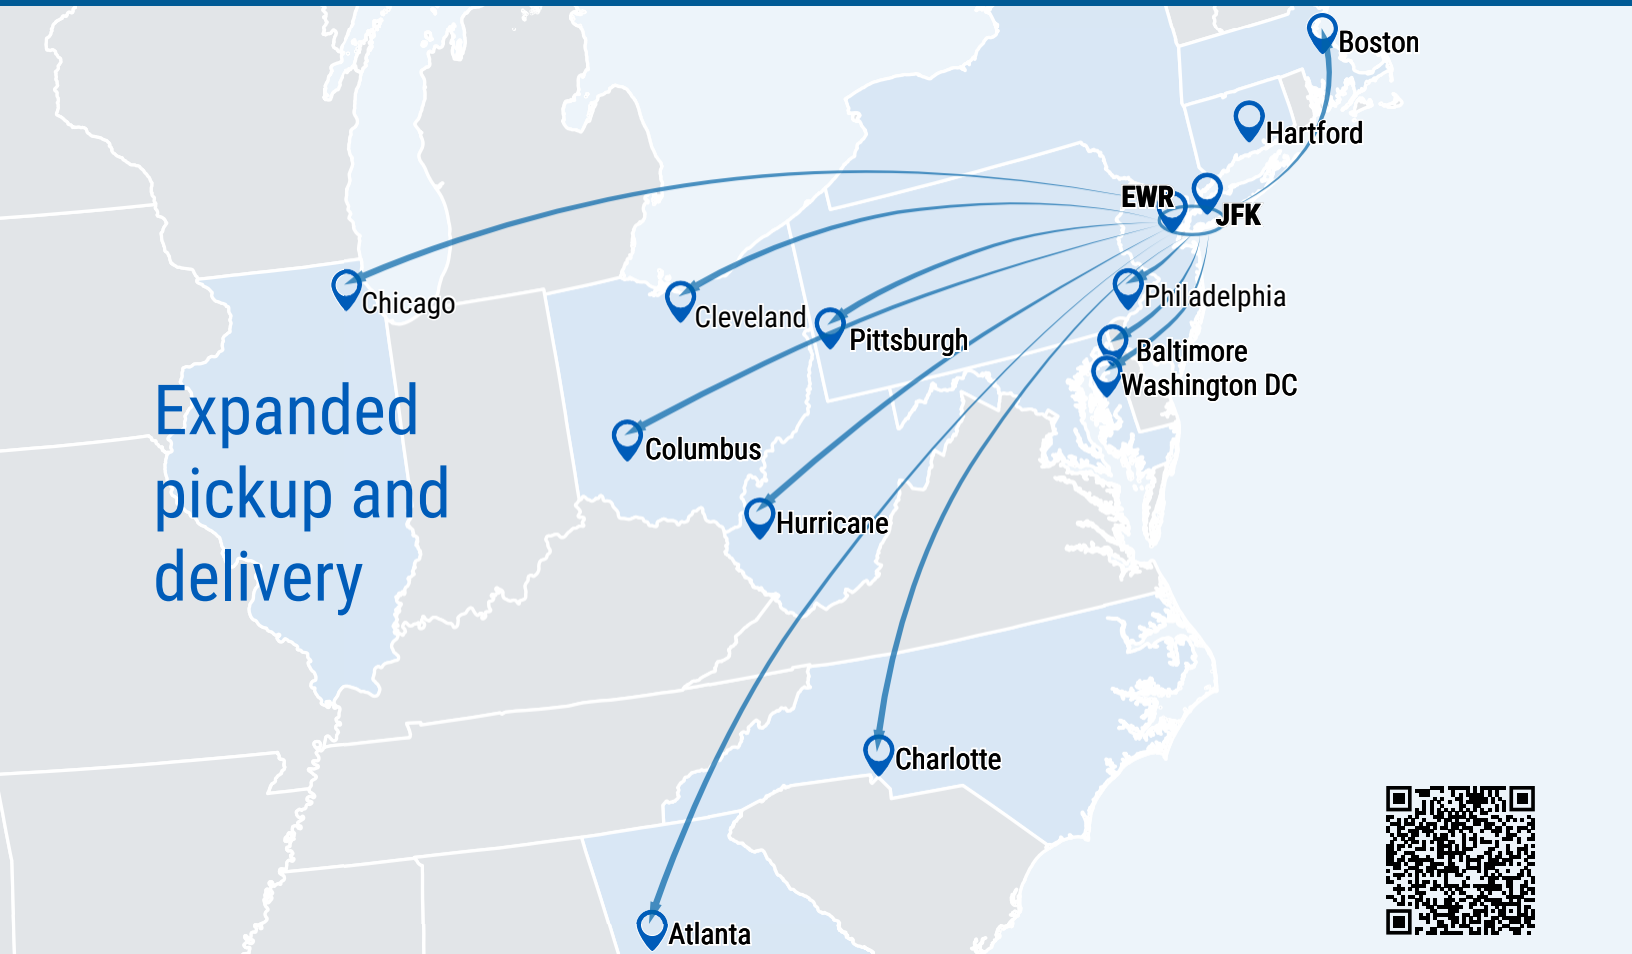 Boston
Hartford
EWR
JFK
Chicago
Cleveland
Philadelphia
Pittsburgh
Baltimore
Washington DC
Expanded
pickup and
delivery
Columbus
Hurricane
Charlotte
Atlanta